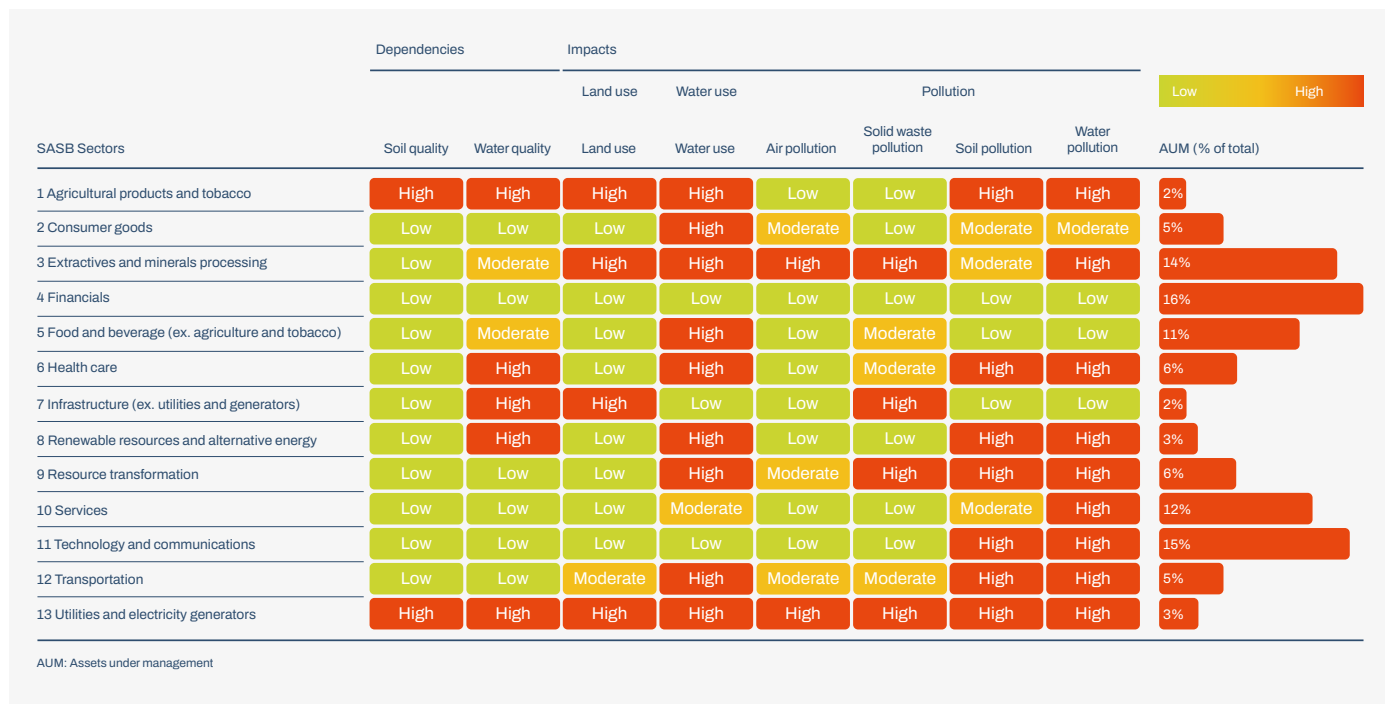 Dependencies Impacts
Land use Water use Pollution
Low High
SASB Sectors Soil quality Water quality Land use Water use Air pollution Solid waste pollution Soil pollution Water pollution AUM (% of total)
1 Agricultural products and tobacco High High High High Low Low High High 2%
2 Consumer goods Low Low Low High Moderate Low Moderate Moderate 5%
3 Extractives and minerals processing Low Moderate High High High High Moderate High 14%
4 Financials Low Low Low Low Low Low Low Low 16%
5 Food and beverage (ex. agriculture and tobacco) Low Moderate Low High Low Moderate Low Low 11%
6 Health care Low High Low High Low Moderate High High 6%
7 Infrastructure (ex. utilities and generators) Low High High Low Low High Low Low 2%
8 Renewable resources and alternative energy Low High Low High Low Low High High 3%
9 Resource transformation Low Low Low High Moderate High High High 6%
10 Services Low Low Low Moderate Low Low Moderate High 12%
11 Technology and communications Low Low Low Low Low Low High High 15%
12 Transportation Low Low Moderate High Moderate Moderate High High 5%
13 Utilities and electricity generators High High High High High High High High 3%
AUM: Assets under management